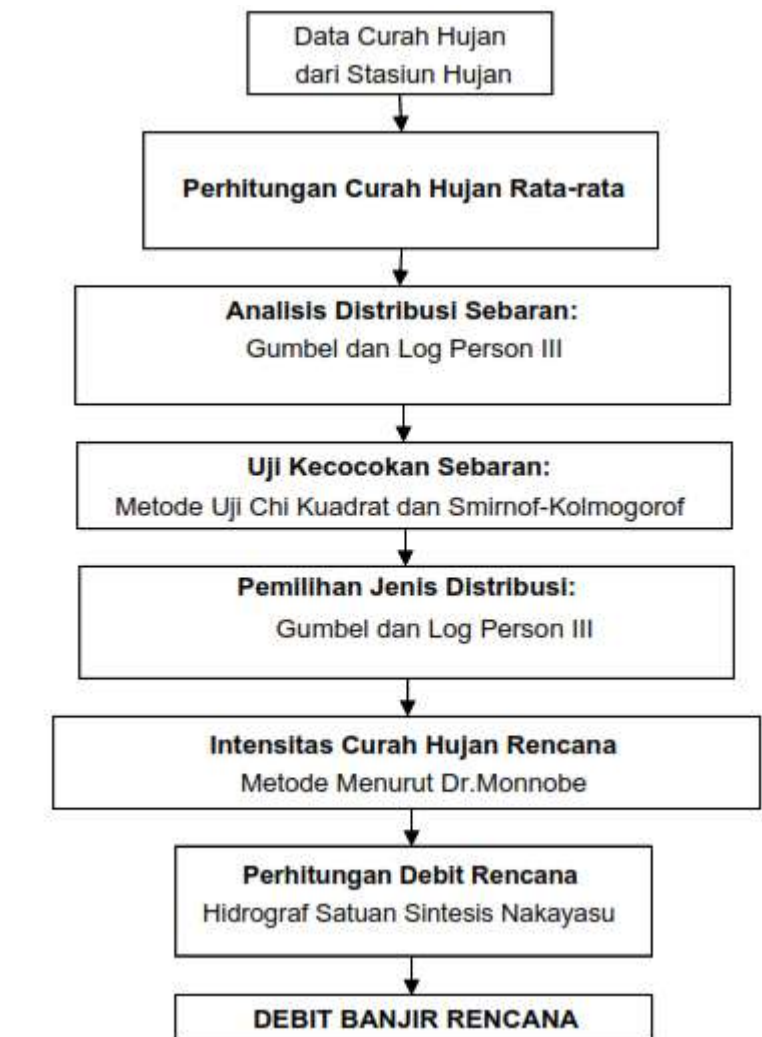 Data Curah Hujan
dari Stasiun Hujan
Perhitungan Curah Hujan Rata-rata
Analisis Distribusi Sebaran:
Gumbel dan Log Person III
Uji Kecocokan Sebaran:
Metode Uji Chi Kuadrat dan Smirnof-Kolmogorof
Pemilihan Jenis Distribusi:
Gumbel dan Log Person III
Intensitas Curah Hujan Rencana
Metode Menurut Dr.Monnobe
Perhitungan Debit Rencana
Hidrograf Satuan Sintesis Nakayasu
DEBIT BANJIR RENCANA